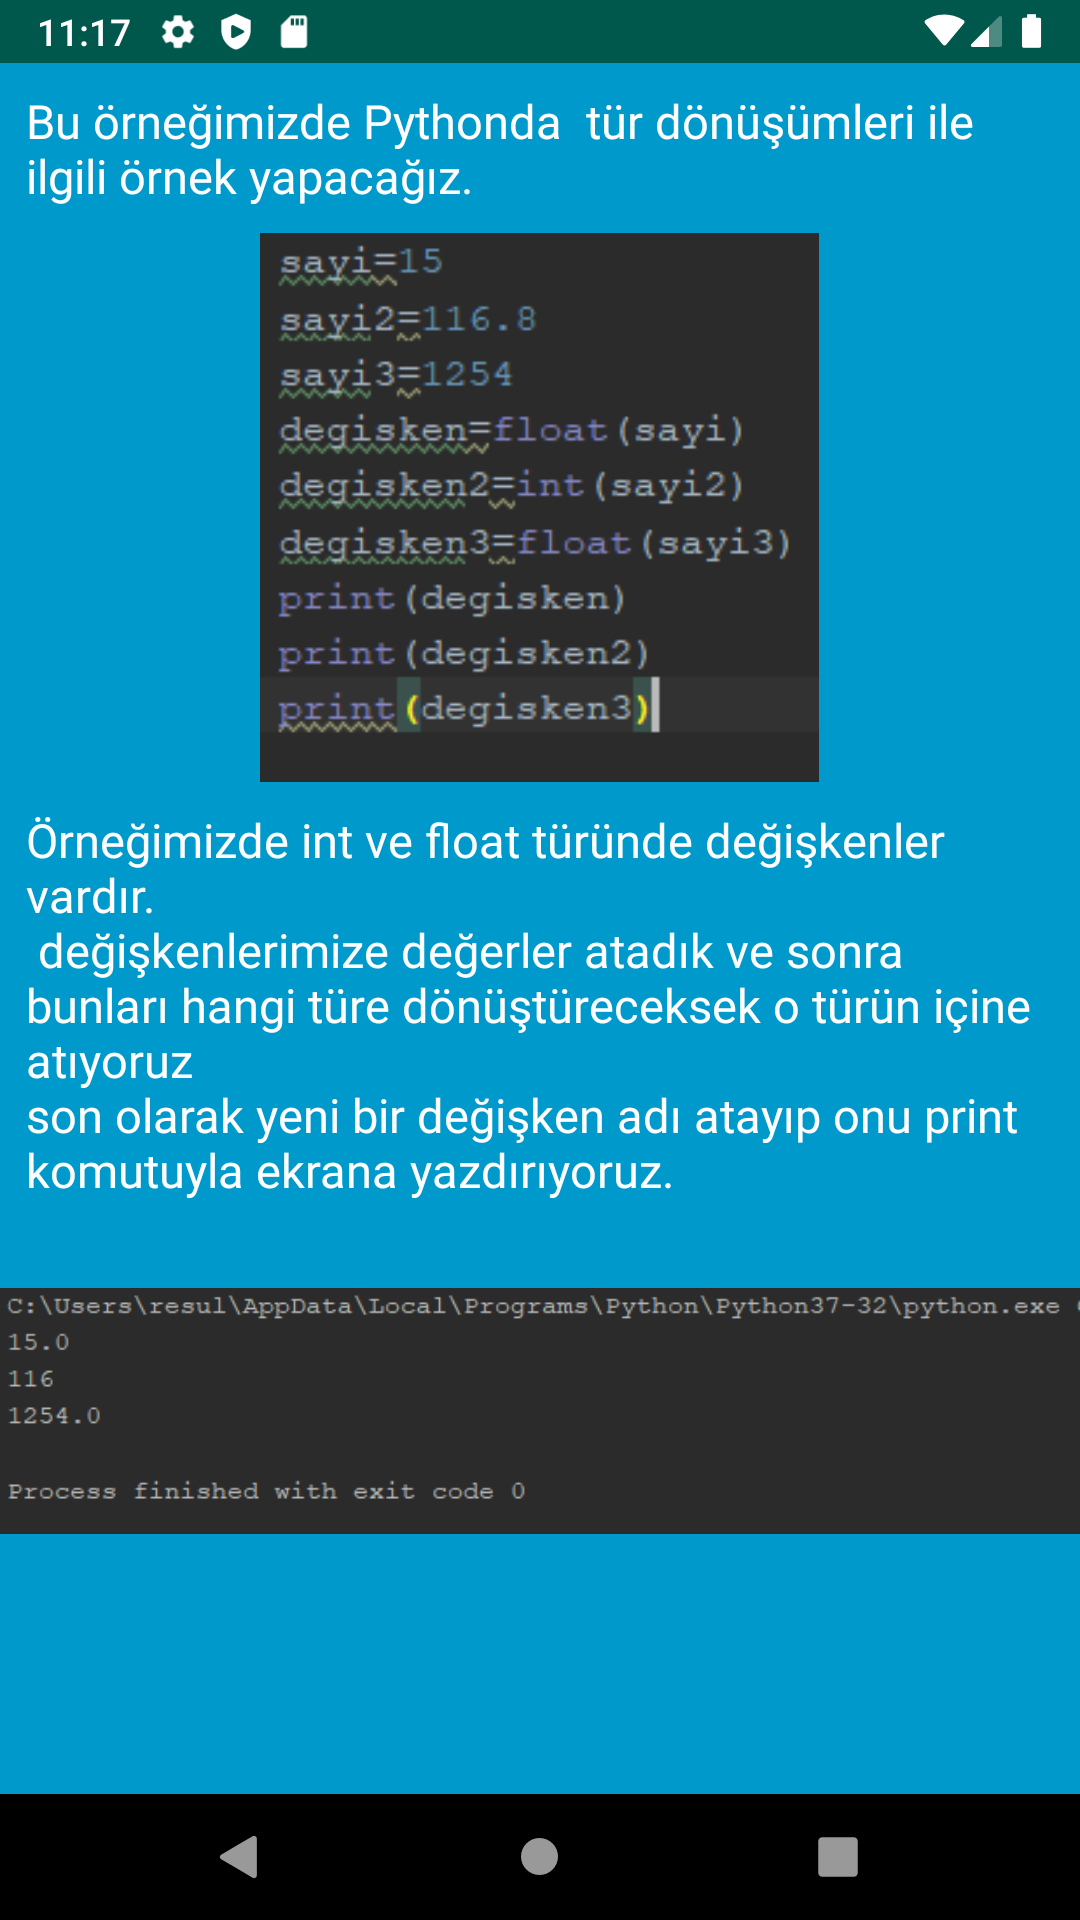 11:17
Bu örneğimizde Pythonda  tür dönüşümleri ile
ilgili örnek yapacağız.
sayi=15
sayi2=116.8
sayi3=1254
degisken=float(sayi)
degisken2=int(sayi2)
degisken3=float(sayi3)
print(degisken)
print(degisken2)
print(degisken3)
Örneğimizde int ve float türünde değişkenler
vardır.
değişkenlerimize değerler atadık ve sonra
bunları hangi türe dönüştüreceksek o türün içine
atıyoruz
son olarak yeni bir değişken adı atayıp onu print
komutuyla ekrana yazdırıyoruz.
C:\Users\resul\AppData\Local\Programs\Python\Python37-32\python.exe
15.0
116
1254.0
Process finished with exit code 0